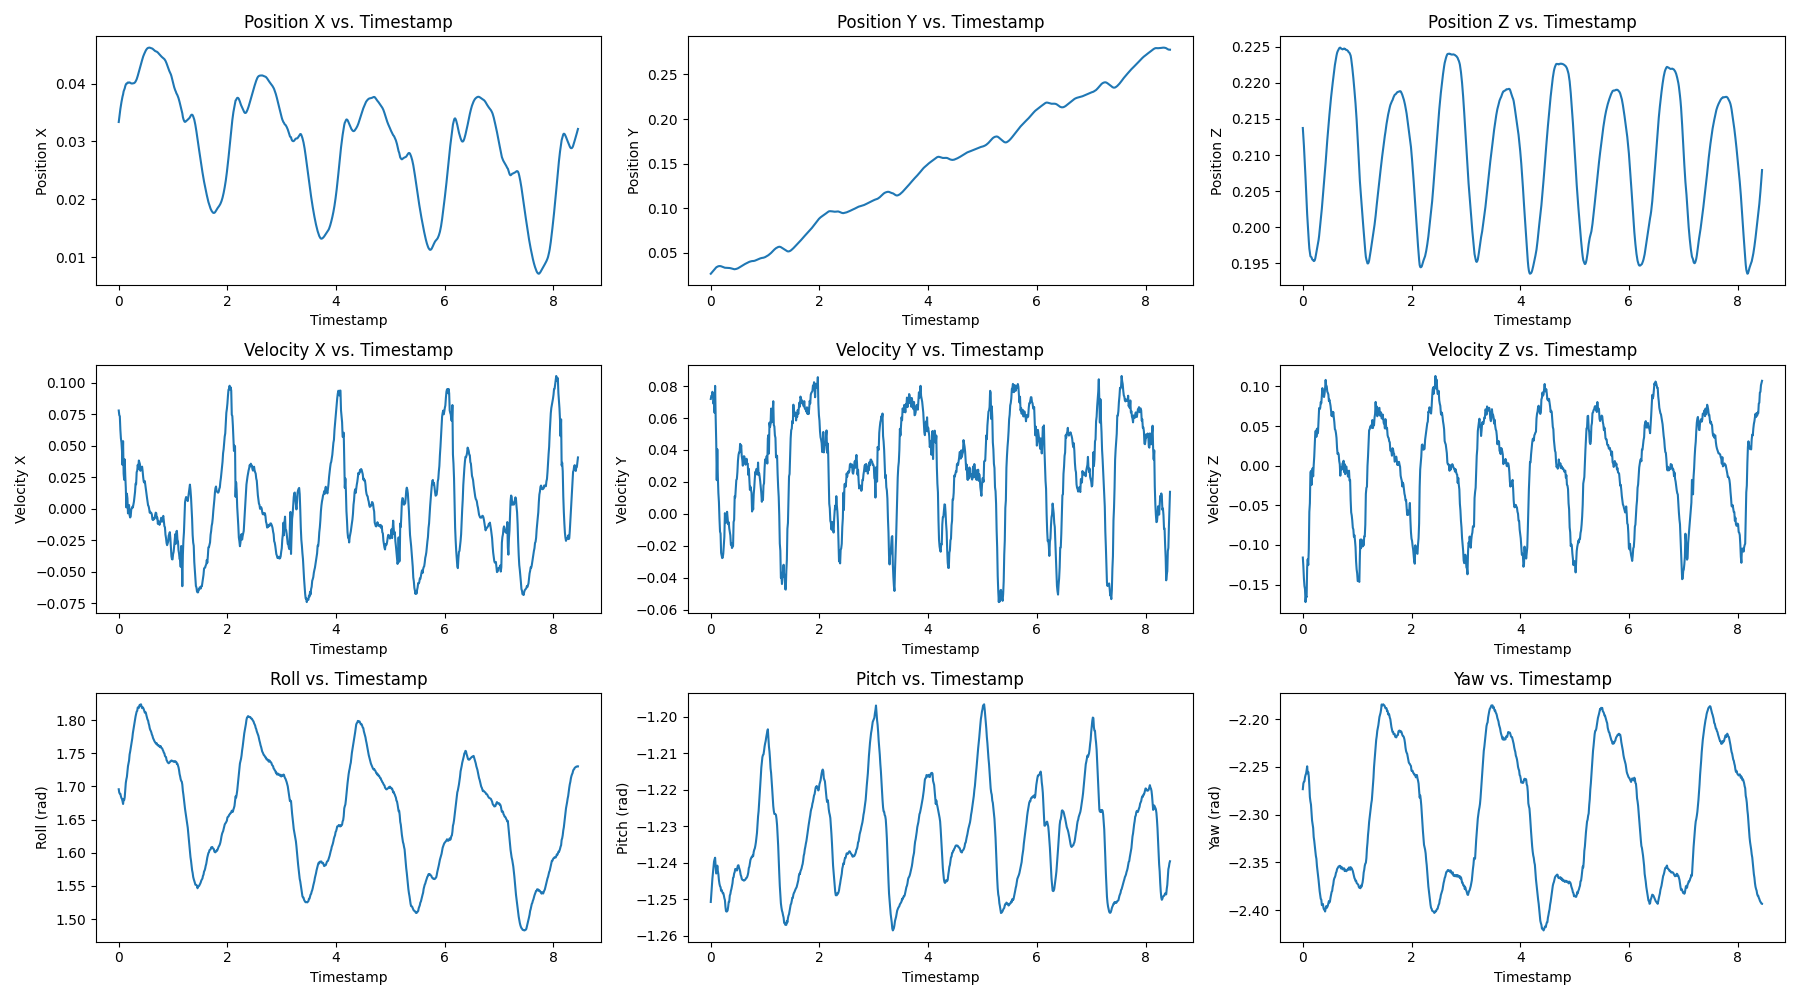 Position X vs. Timestamp
Position X
0.04
0.03
0.02
0.01
0 2 4 6 8
Timestamp
Position Y vs. Timestamp
Position Y
0.25
0.20
0.15
0.10
0.05
0 2 4 6 8
Timestamp
Position Z vs. Timestamp
Position Z
0.225
0.220
0.215
0.210
0.205
0.200
0.195
0 2 4 6 8
Timestamp
Velocity X vs. Timestamp
Velocity X
0.100
0.075
0.050
0.025
0.000
−0.025
−0.050
−0.075
0 2 4 6 8
Timestamp
Velocity Y vs. Timestamp
Velocity Y
0.08
0.06
0.04
0.02
0.00
−0.02
−0.04
−0.06
0 2 4 6 8
Timestamp
Velocity Z vs. Timestamp
Velocity Z
0.10
0.05
0.00
−0.05
−0.10
−0.15
0 2 4 6 8
Timestamp
Roll vs. Timestamp
Roll (rad)
1.80
1.75
1.70
1.65
1.60
1.55
1.50
0 2 4 6 8
Timestamp
Pitch vs. Timestamp
Pitch (rad)
−1.20
−1.21
−1.22
−1.23
−1.24
−1.25
−1.26
0 2 4 6 8
Timestamp
Yaw vs. Timestamp
Yaw (rad)
−2.20
−2.25
−2.30
−2.35
−2.40
0 2 4 6 8
Timestamp